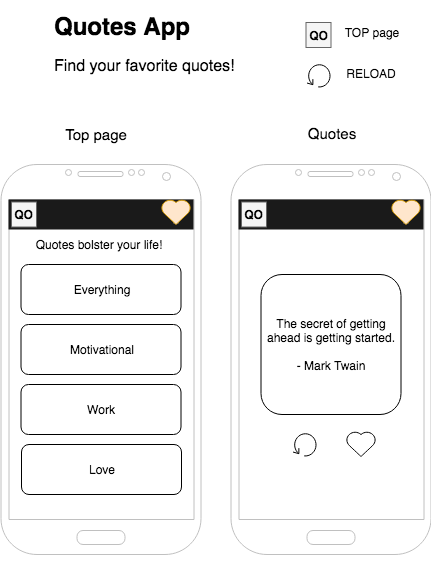 Quotes App
Find your favorite quotes!
QO TOP page
RELOAD
Top page
Quotes
QO
Quotes bolster your life!
Everything
Motivational
Work
Love
QO
The secret of getting
ahead is getting started.
- Mark Twain